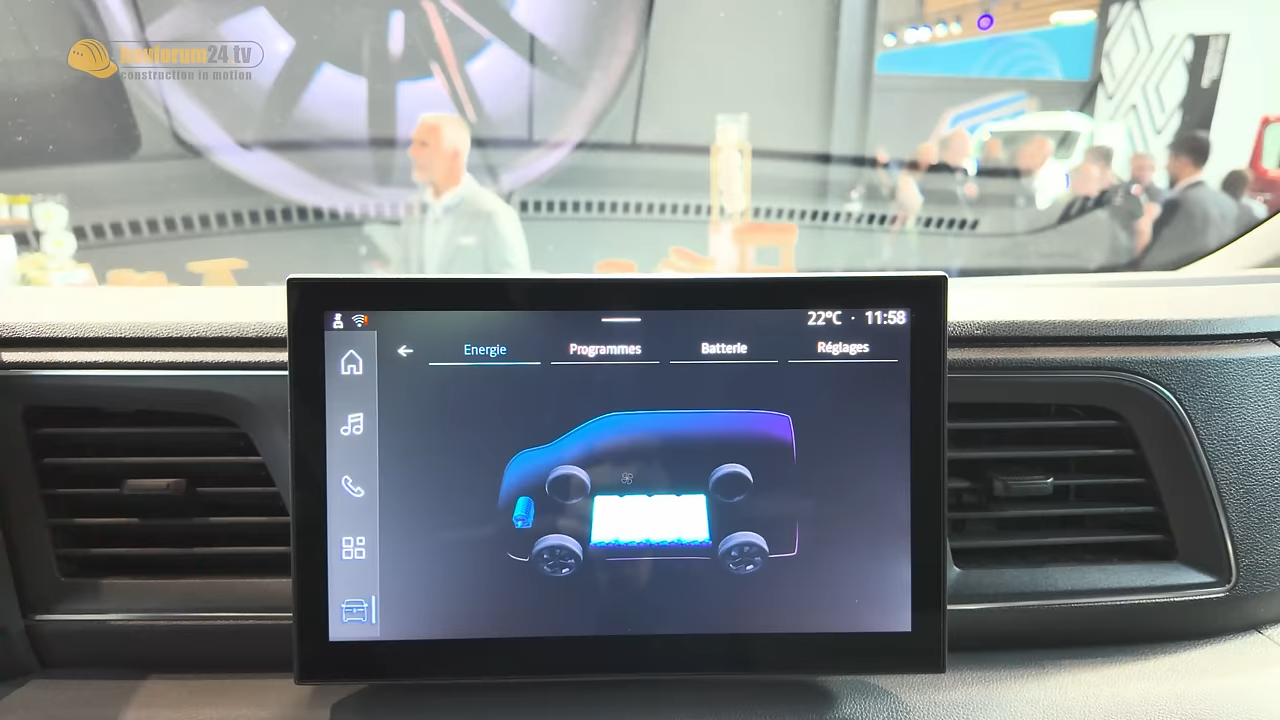 bauforum24 tv
construction in motion
22°C · 11:58
Energie
Programmes
Batterie
Réglages